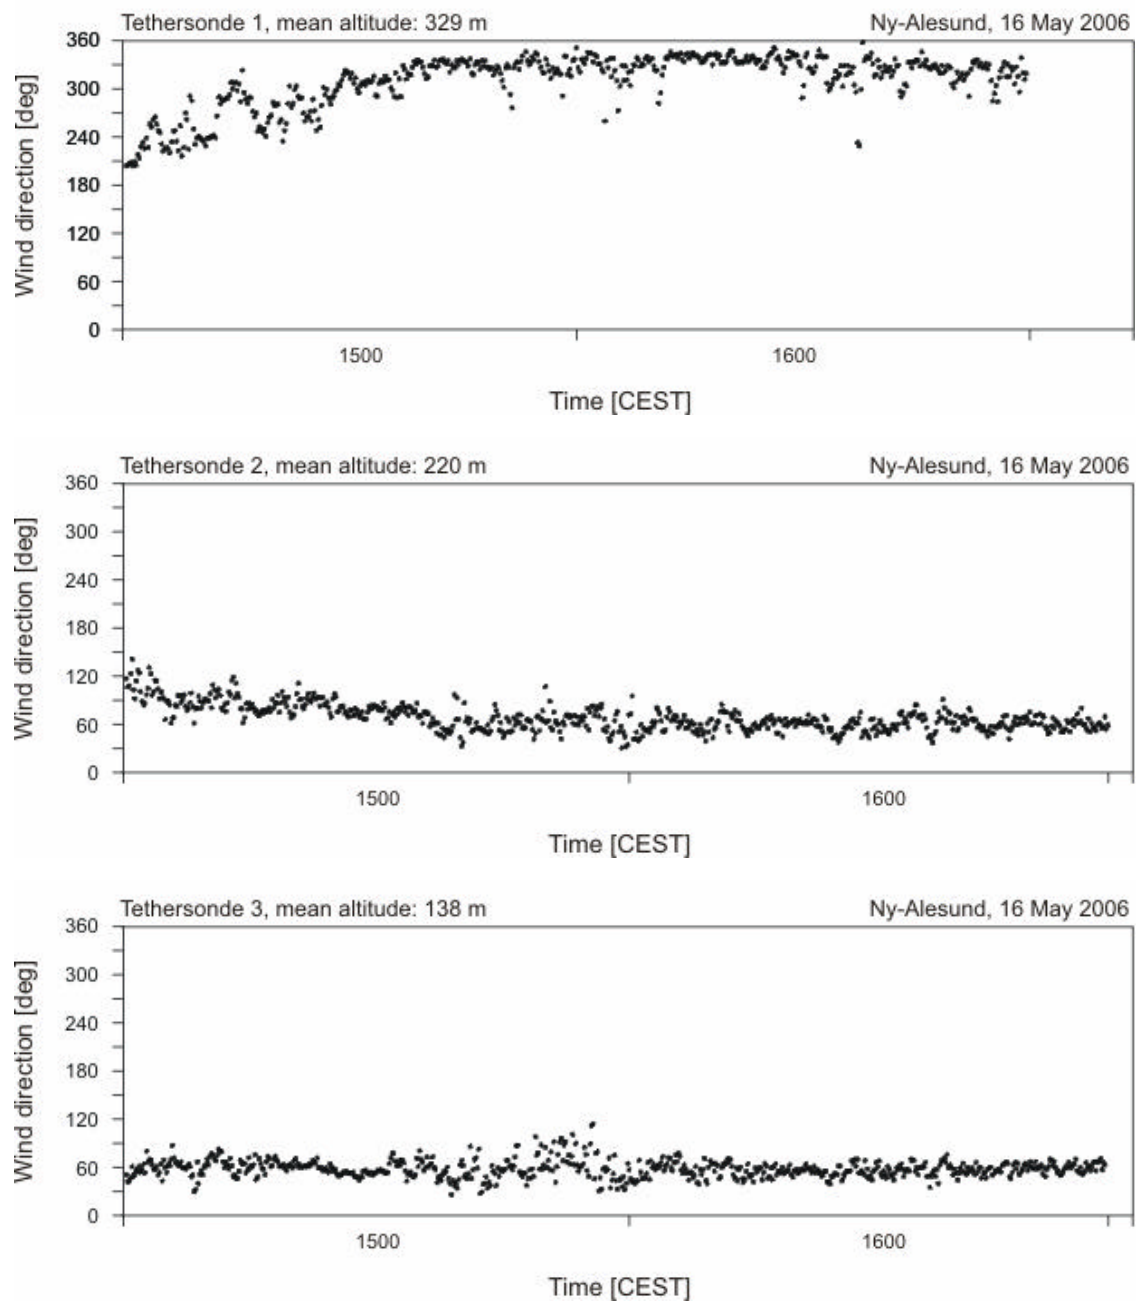 Tethersonde 1, mean altitude: 329 m Ny-Alesund, 16 May 2006
360
300
240
180
120
60
0
Wind direction [deg]
1500 1600
Time [CEST]
Tethersonde 2, mean altitude: 220 m Ny-Alesund, 16 May 2006
360
300
240
180
120
60
0
Wind direction [deg]
1500 1600
Time [CEST]
Tethersonde 3, mean altitude: 138 m Ny-Alesund, 16 May 2006
360
300
240
180
120
60
0
Wind direction [deg]
1500 1600
Time [CEST]